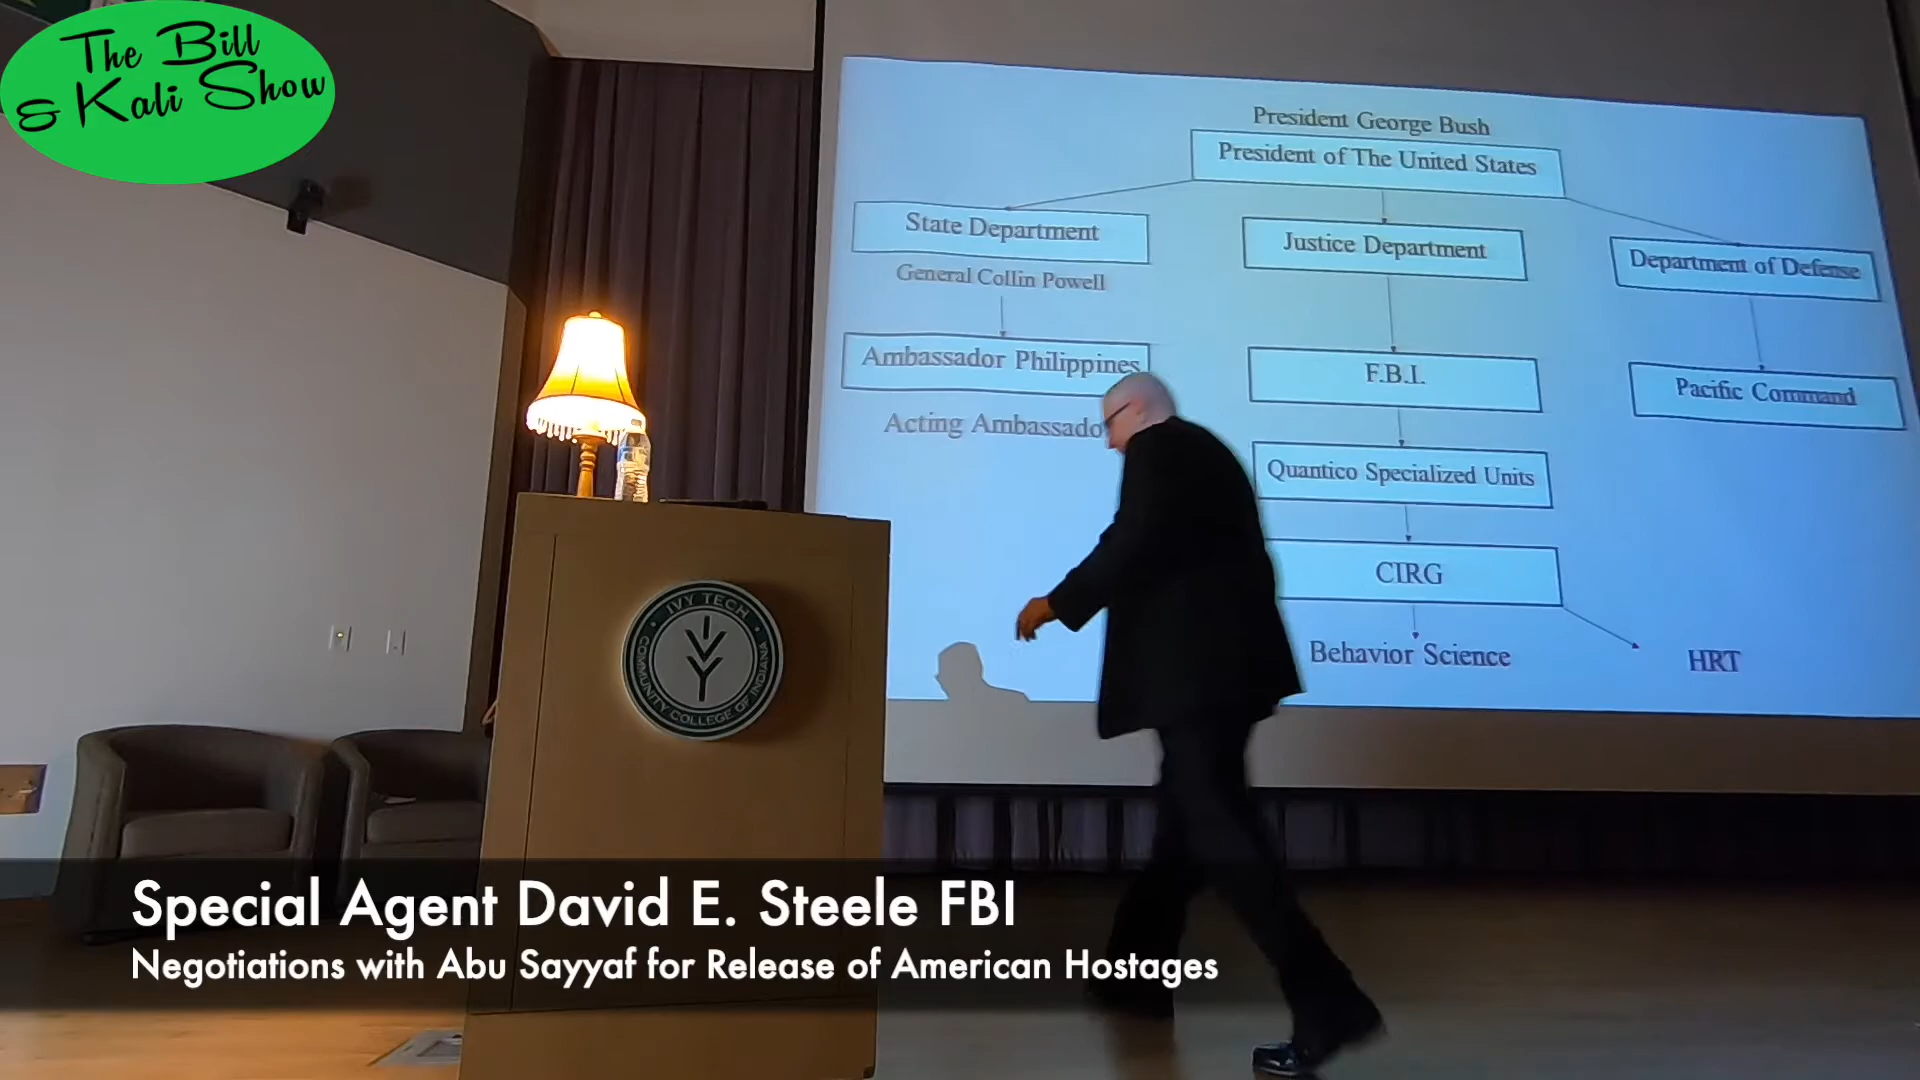 The Bill
& Kali Show
President George Bush
President of The United States
State Department
Justice Department
Department of Defense
General Collin Powell
Ambassador Philippines
F.B.I.
Pacific Command
Acting Ambassado
Quantico Specialized Units
CIRG
Behavior Science
HRT
IVY TECH
COMMUNITY COLLEGE OF INDIANA
Special Agent David E. Steele FBI
Negotiations with Abu Sayyaf for Release of American Hostages